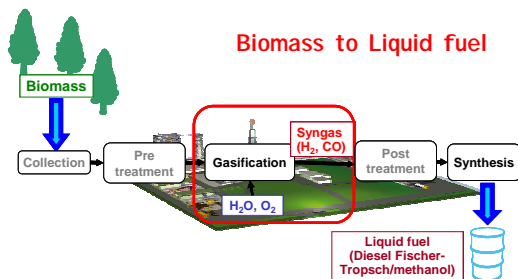 Biomass to Liquid fuel
Biomass
Collection
Pre
treatment
Gasification
Syngas
(H₂, CO)
Post
treatment
Synthesis
H₂O, O₂
Liquid fuel
(Diesel Fischer-
Tropsch/methanol)